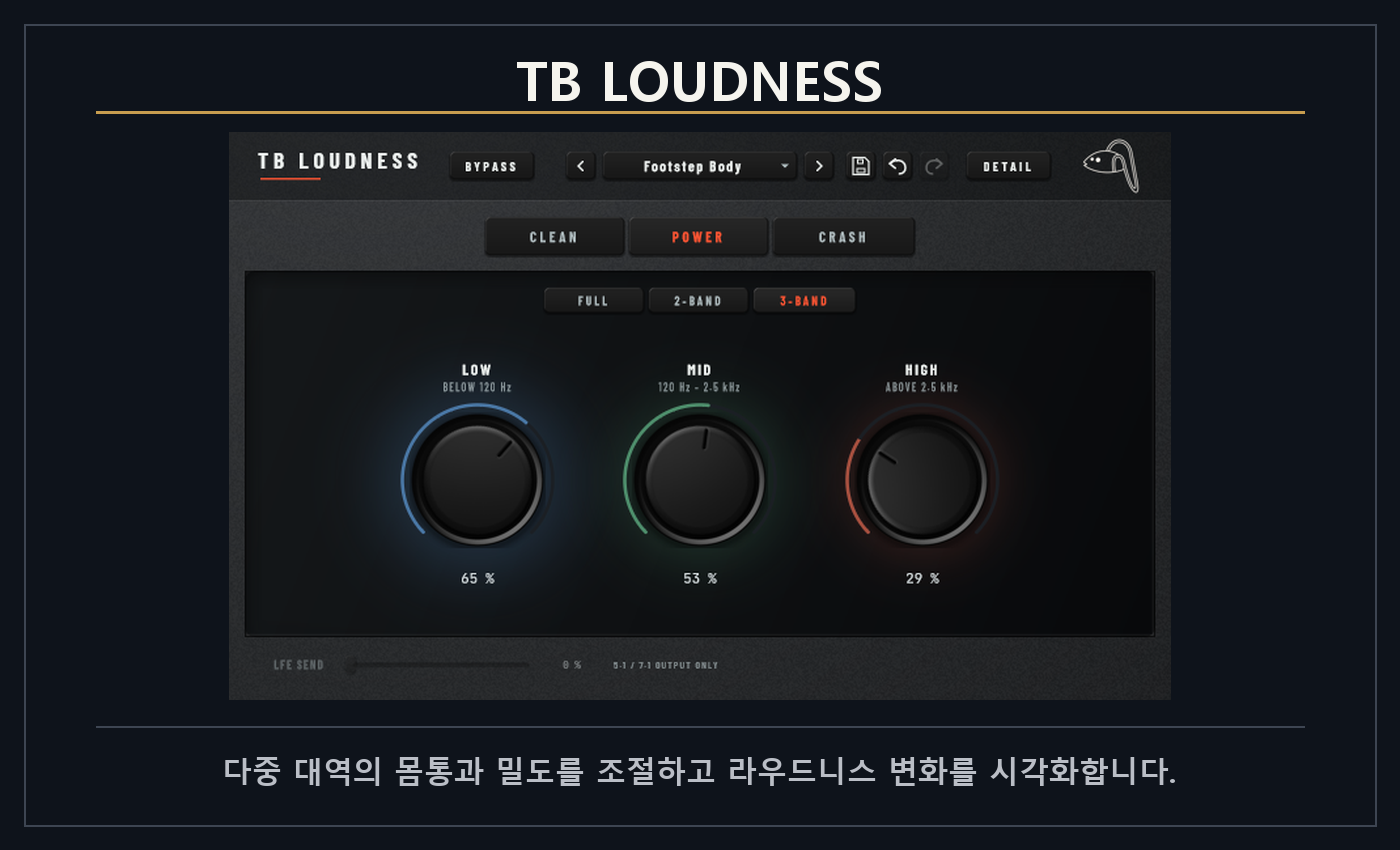 TB LOUDNESS
TB LOUDNESS BYPASS Footstep Body DETAIL
CLEAN POWER CRASH
FULL 2-BAND 3-BAND
LOW MID HIGH
BELOW 120 Hz 120 Hz - 2.5 kHz ABOVE 2.5 kHz
65 % 53 % 29 %
LFE SEND 0 % 5.1 / 7.1 OUTPUT ONLY
다중 대역의 몸통과 밀도를 조절하고 라우드니스 변화를 시각화합니다.